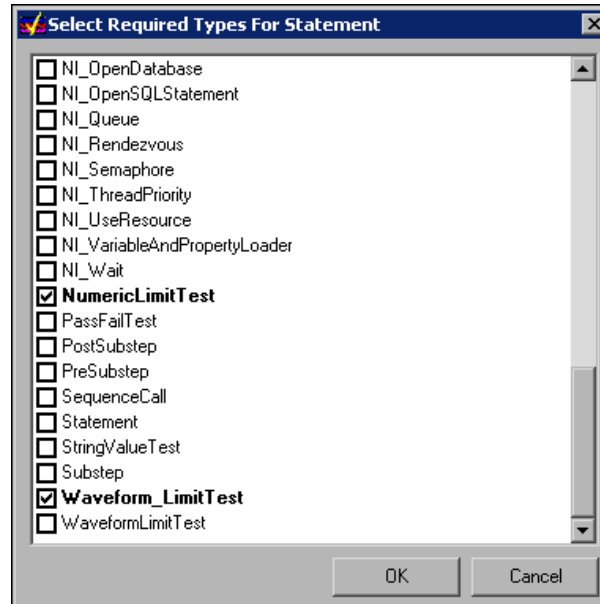 Select Required Types For Statement
NI_OpenDatabase
NI_OpenSQLStatement
NI_Queue
NI_Rendezvous
NI_Semaphore
NI_ThreadPriority
NI_UseResource
NI_VariableAndPropertyLoader
NI_Wait
NumericLimitTest
PassFailTest
PostSubstep
PreSubstep
SequenceCall
Statement
StringValueTest
Substep
Waveform_LimitTest
WaveformLimitTest
OK Cancel